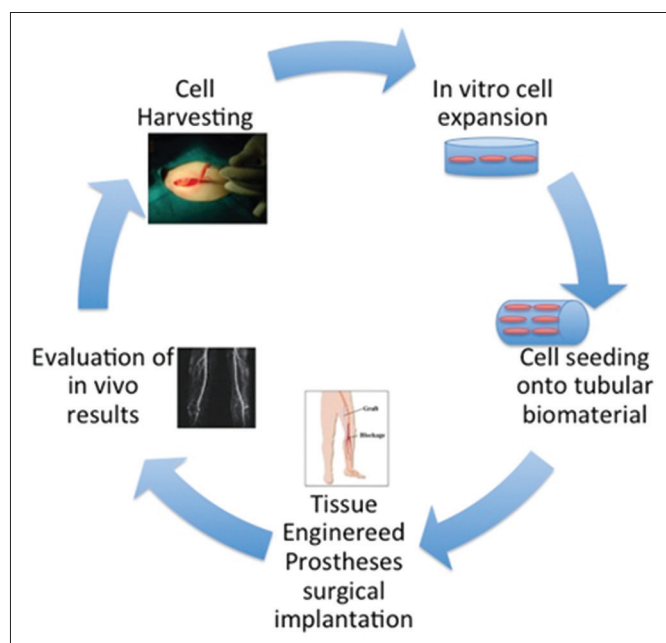 Cell
Harvesting
In vitro cell
expansion
Cell seeding
onto tubular
biomaterial
Graft
Blockage
Tissue
Enginereed
Prostheses
surgical
implantation
Evaluation of
in vivo
results